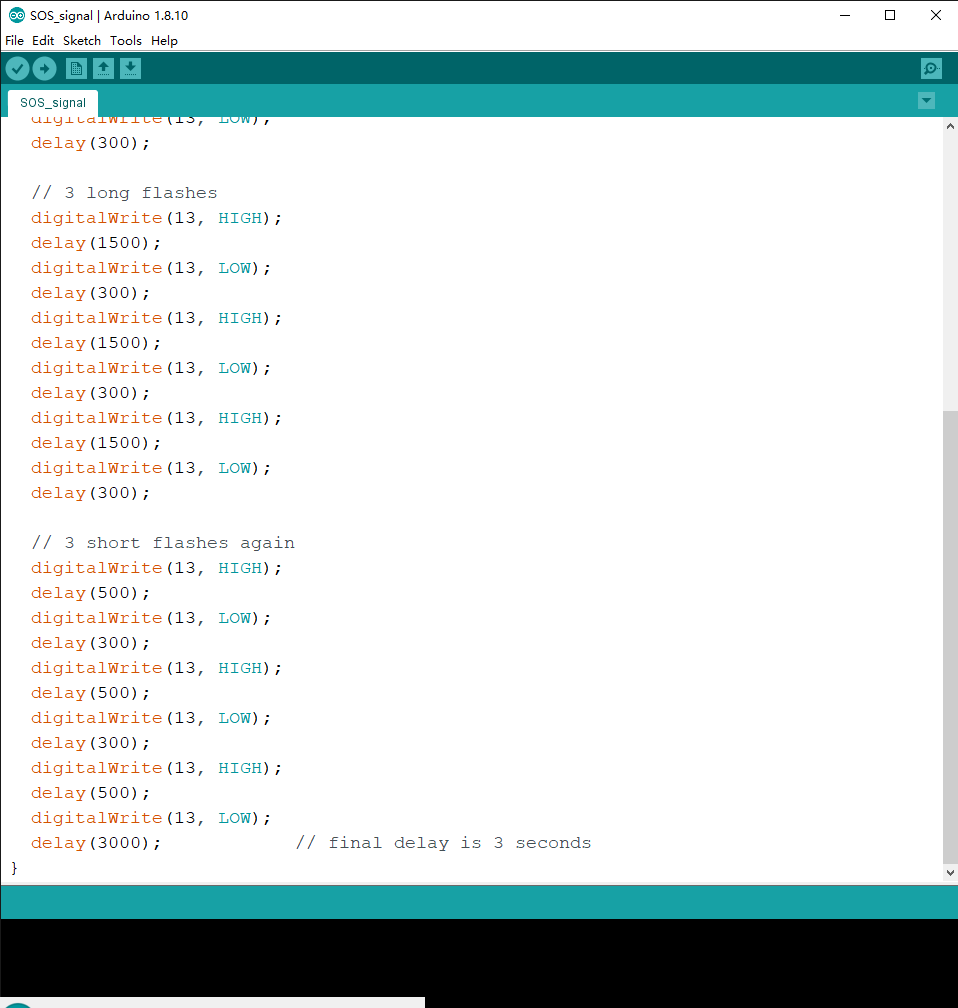 SOS_signal | Arduino 1.8.10
File Edit Sketch Tools Help
SOS_signal
digitalWrite(13, LOW);
delay(300);
// 3 long flashes
digitalWrite(13, HIGH);
delay(1500);
digitalWrite(13, LOW);
delay(300);
digitalWrite(13, HIGH);
delay(1500);
digitalWrite(13, LOW);
delay(300);
digitalWrite(13, HIGH);
delay(1500);
digitalWrite(13, LOW);
delay(300);
// 3 short flashes again
digitalWrite(13, HIGH);
delay(500);
digitalWrite(13, LOW);
delay(300);
digitalWrite(13, HIGH);
delay(500);
digitalWrite(13, LOW);
delay(300);
digitalWrite(13, HIGH);
delay(500);
digitalWrite(13, LOW);
delay(3000); // final delay is 3 seconds
}